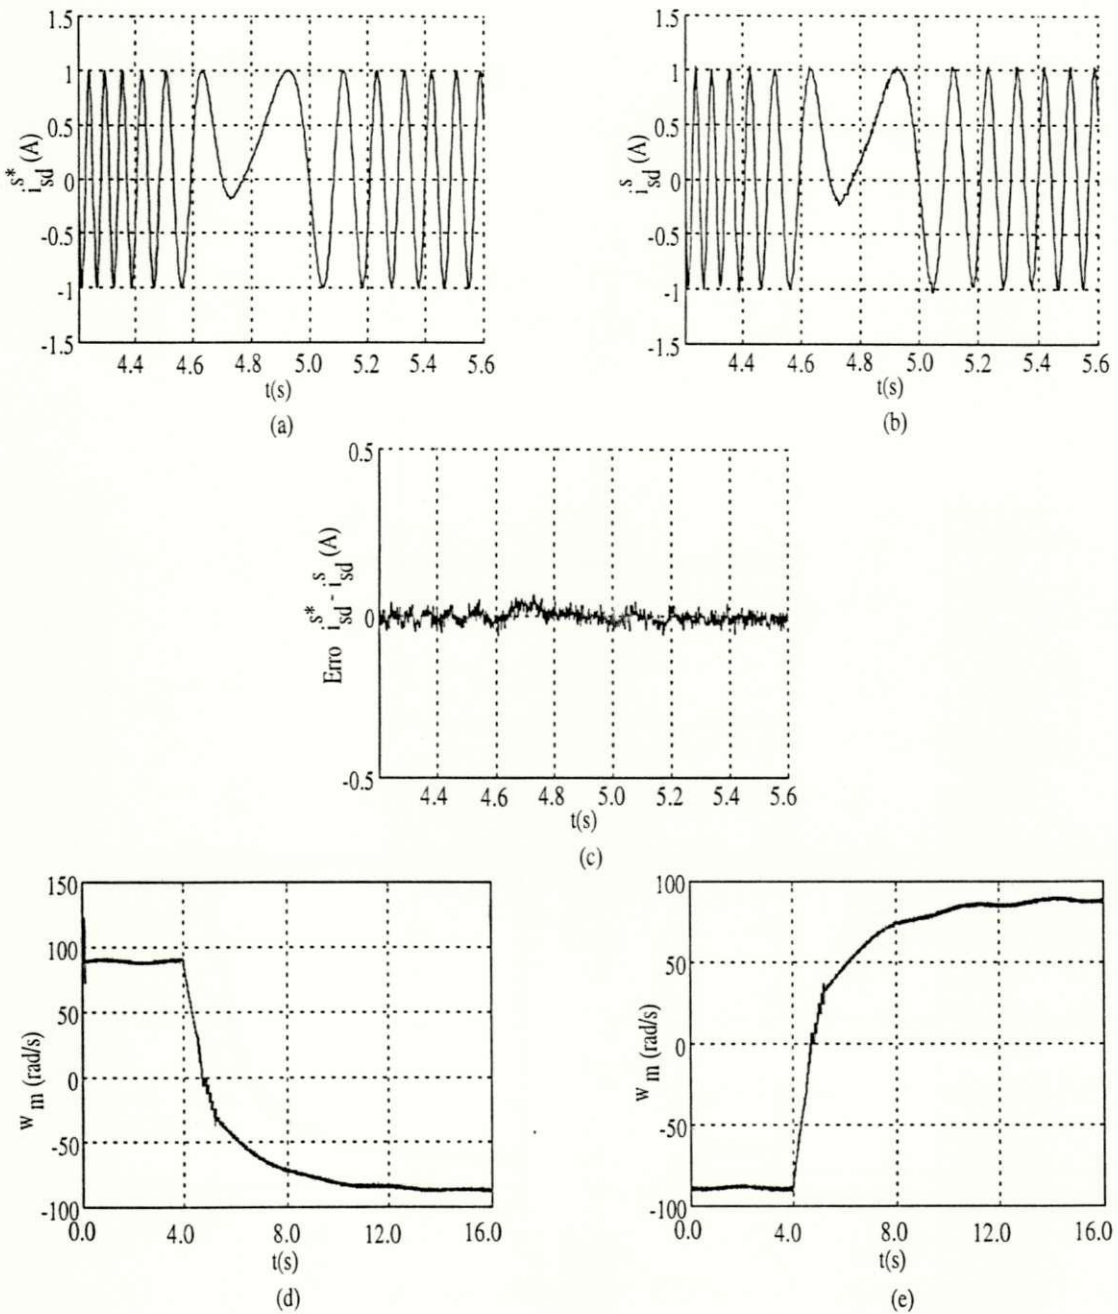 1.5
1
0.5
0
-0.5
-1
-1.5
i_sd^s* (A)
4.4 4.6 4.8 5.0 5.2 5.4 5.6
t(s)
(a)
1.5
1
0.5
0
-0.5
-1
-1.5
i_sd^s (A)
4.4 4.6 4.8 5.0 5.2 5.4 5.6
t(s)
(b)
0.5
0
-0.5
Erro i_sd^s* - i_sd^s (A)
4.4 4.6 4.8 5.0 5.2 5.4 5.6
t(s)
(c)
150
100
50
0
-50
-100
w_m (rad/s)
0.0 4.0 8.0 12.0 16.0
t(s)
(d)
100
50
0
-50
-100
w_m (rad/s)
0.0 4.0 8.0 12.0 16.0
t(s)
(e)